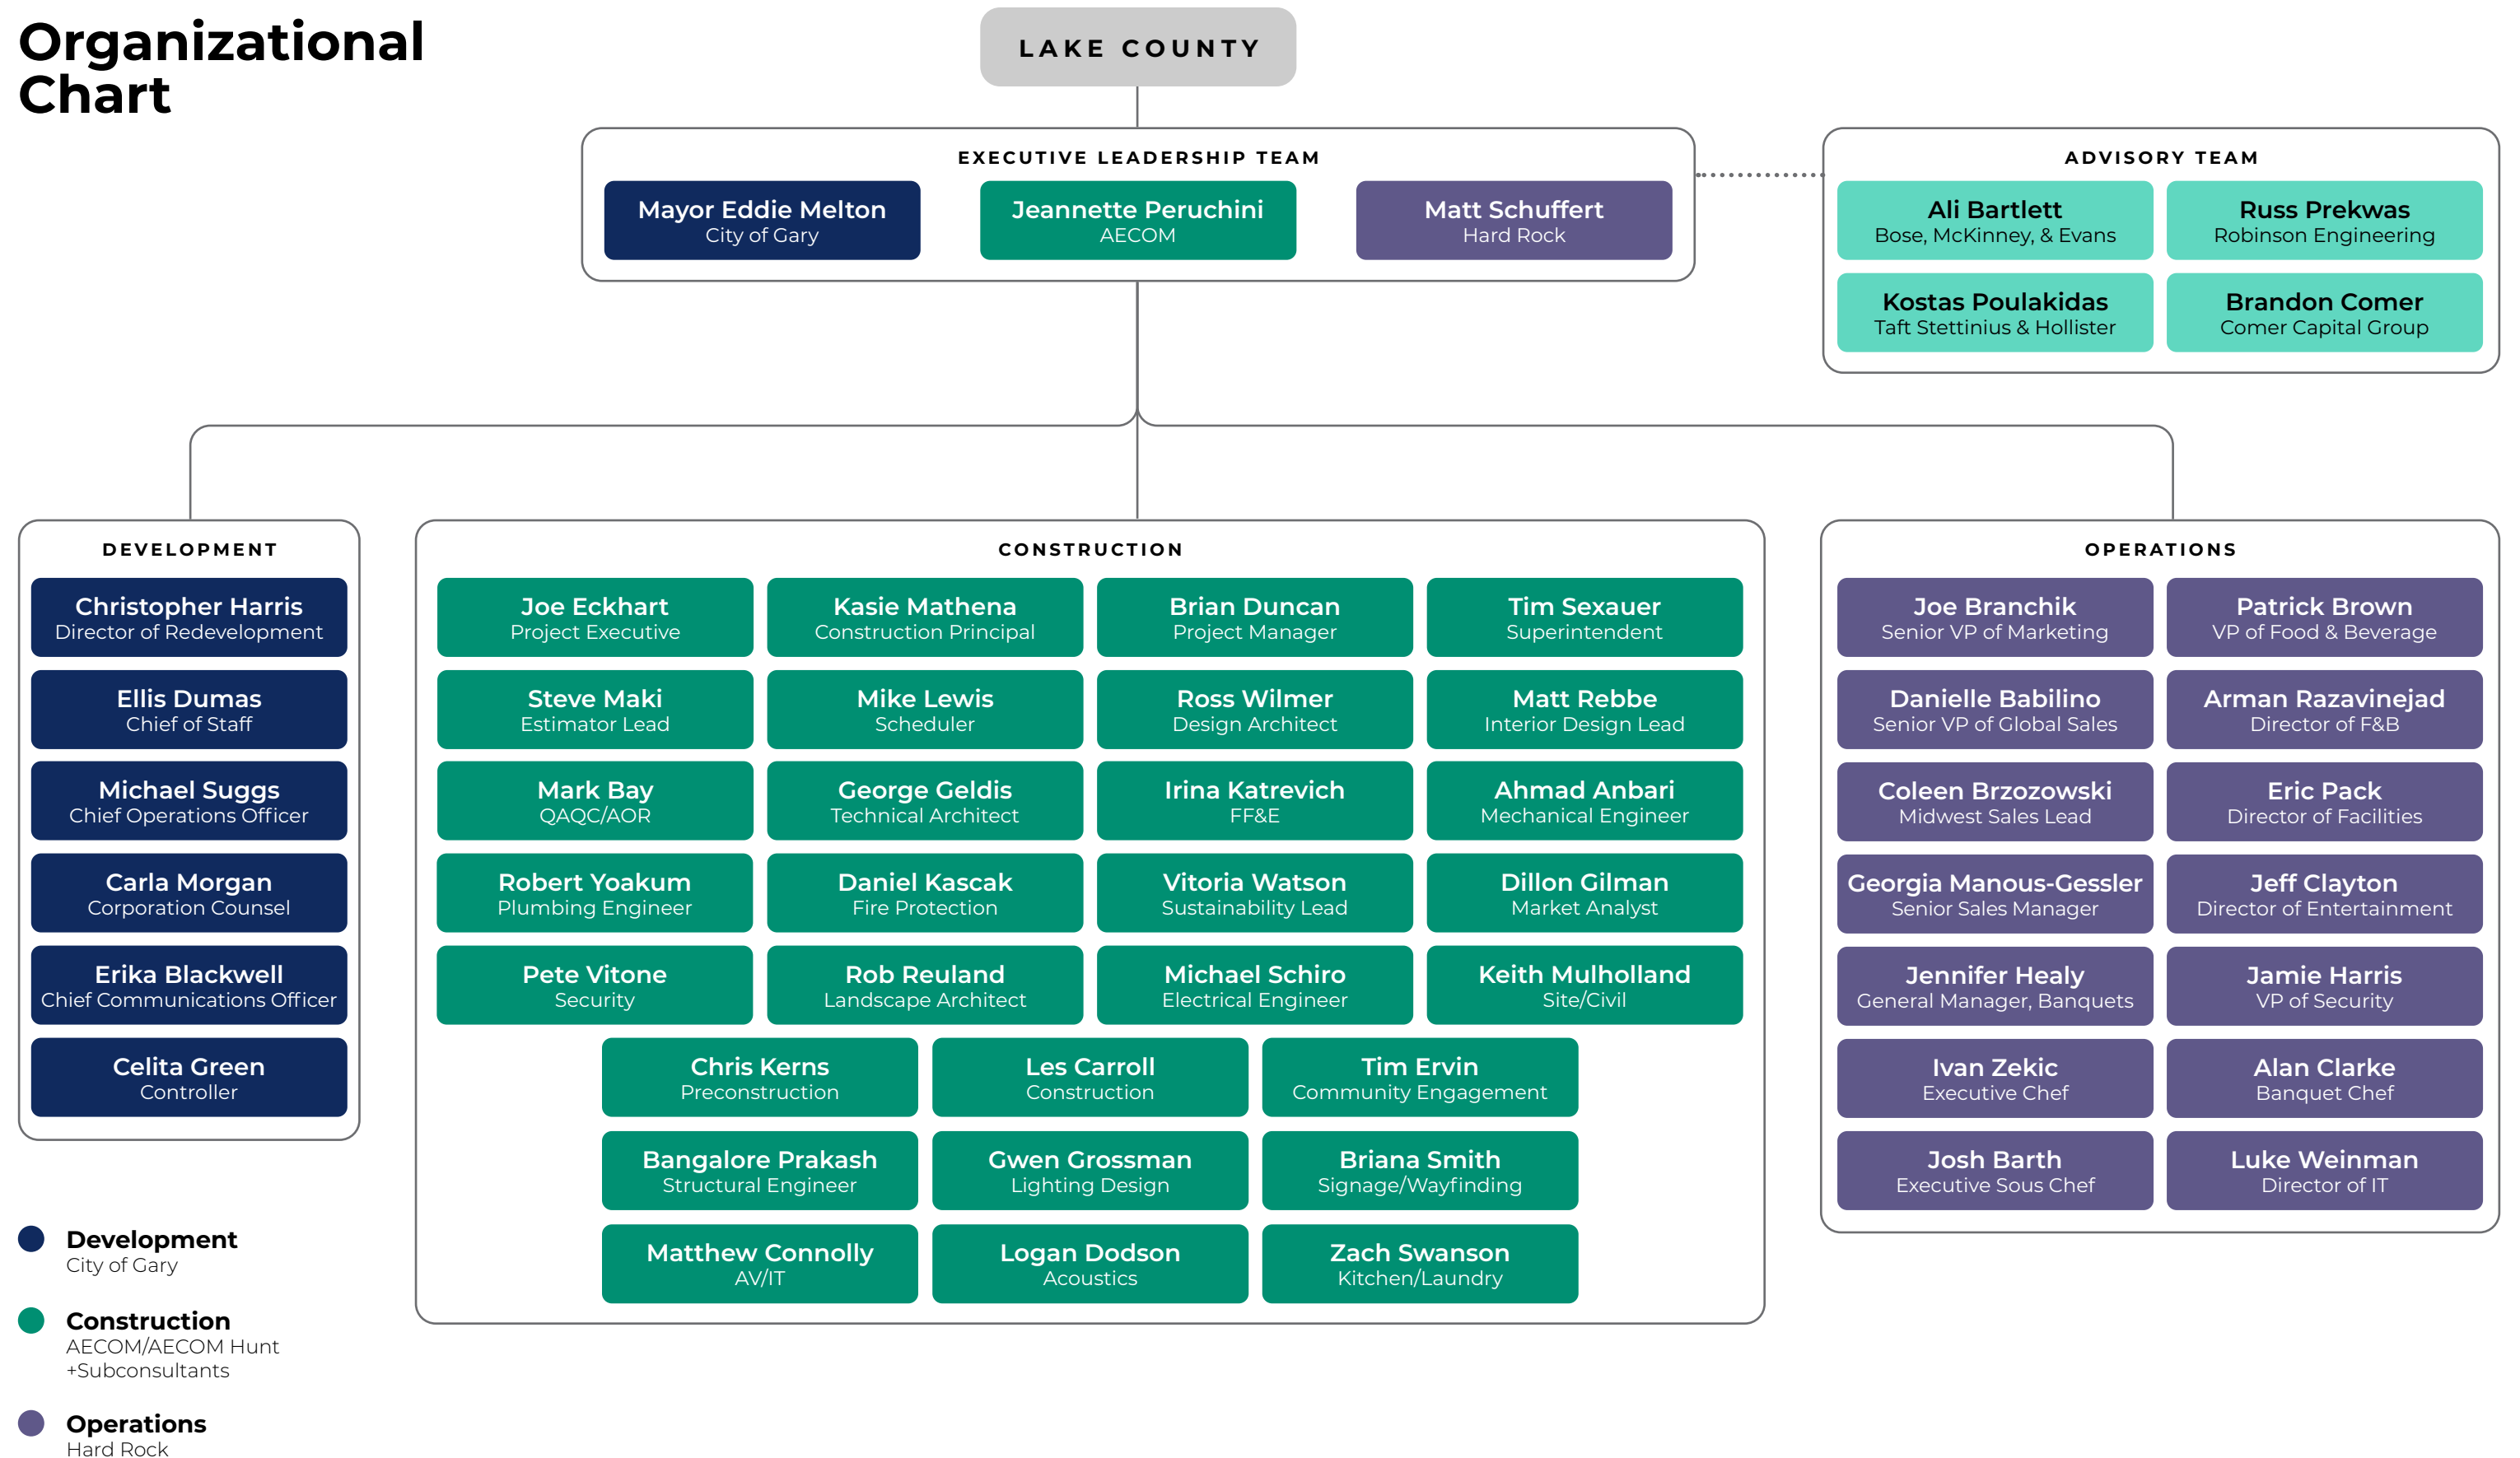 Organizational
Chart
LAKE COUNTY
EXECUTIVE LEADERSHIP TEAM
Mayor Eddie Melton
City of Gary
Jeannette Peruchini
AECOM
Matt Schuffert
Hard Rock
ADVISORY TEAM
Ali Bartlett
Bose, McKinney, & Evans
Russ Prekwas
Robinson Engineering
Kostas Poulakidas
Taft Stettinius & Hollister
Brandon Comer
Comer Capital Group
DEVELOPMENT
Christopher Harris
Director of Redevelopment
Ellis Dumas
Chief of Staff
Michael Suggs
Chief Operations Officer
Carla Morgan
Corporation Counsel
Erika Blackwell
Chief Communications Officer
Celita Green
Controller
CONSTRUCTION
Joe Eckhart
Project Executive
Kasie Mathena
Construction Principal
Brian Duncan
Project Manager
Tim Sexauer
Superintendent
Steve Maki
Estimator Lead
Mike Lewis
Scheduler
Ross Wilmer
Design Architect
Matt Rebbe
Interior Design Lead
Mark Bay
QAQC/AOR
George Geldis
Technical Architect
Irina Katrevich
FF&E
Ahmad Anbari
Mechanical Engineer
Robert Yoakum
Plumbing Engineer
Daniel Kascak
Fire Protection
Vitoria Watson
Sustainability Lead
Dillon Gilman
Market Analyst
Pete Vitone
Security
Rob Reuland
Landscape Architect
Michael Schiro
Electrical Engineer
Keith Mulholland
Site/Civil
Chris Kerns
Preconstruction
Les Carroll
Construction
Tim Ervin
Community Engagement
Bangalore Prakash
Structural Engineer
Gwen Grossman
Lighting Design
Briana Smith
Signage/Wayfinding
Matthew Connolly
AV/IT
Logan Dodson
Acoustics
Zach Swanson
Kitchen/Laundry
OPERATIONS
Joe Branchik
Senior VP of Marketing
Patrick Brown
VP of Food & Beverage
Danielle Babilino
Senior VP of Global Sales
Arman Razavinejad
Director of F&B
Coleen Brzozowski
Midwest Sales Lead
Eric Pack
Director of Facilities
Georgia Manous-Gessler
Senior Sales Manager
Jeff Clayton
Director of Entertainment
Jennifer Healy
General Manager, Banquets
Jamie Harris
VP of Security
Ivan Zekic
Executive Chef
Alan Clarke
Banquet Chef
Josh Barth
Executive Sous Chef
Luke Weinman
Director of IT
Development
City of Gary
Construction
AECOM/AECOM Hunt
+Subconsultants
Operations
Hard Rock